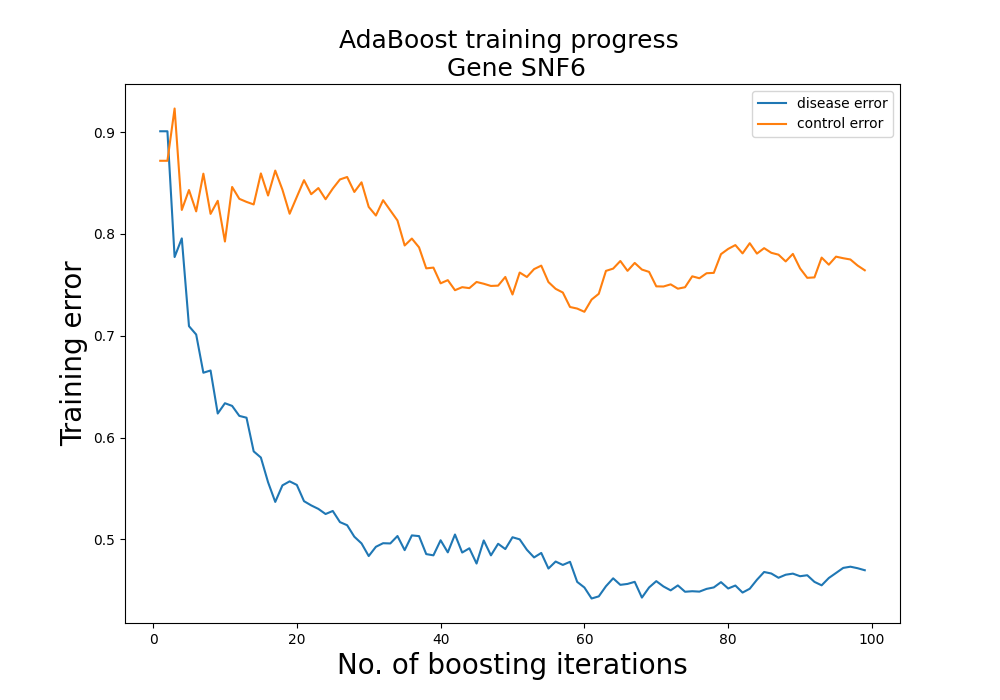 AdaBoost training progress
Gene SNF6
disease error
control error
Training error
0.9
0.8
0.7
0.6
0.5
0
20
40
60
80
100
No. of boosting iterations